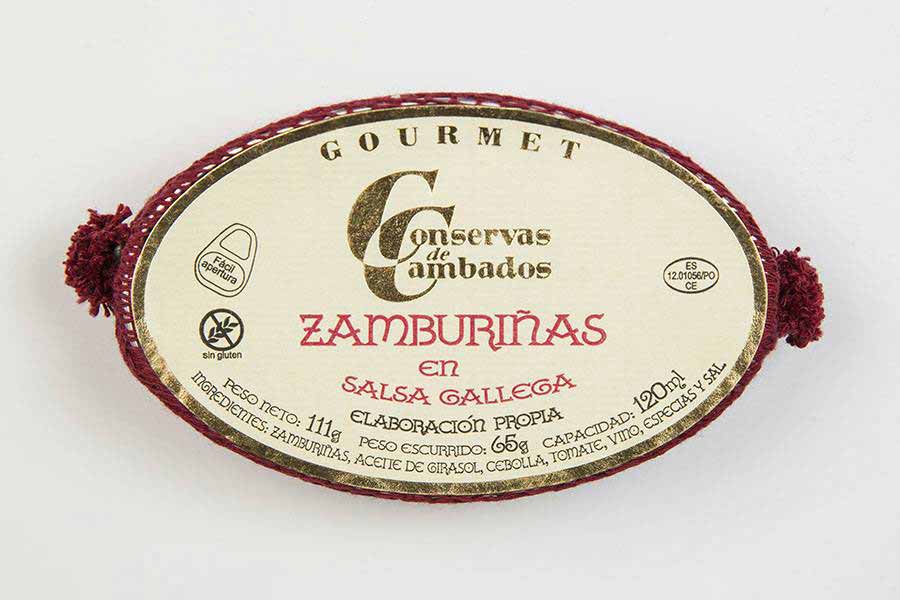 GOURMET
Conservas
de
Cambados
Fácil
apertura
ES
12.01056/PO
CE
sin gluten
ZAMBURIÑAS
EN
SALSA GALLEGA
ELABORACIÓN PROPIA
PESO NETO: 111g PESO ESCURRIDO: 65g CAPACIDAD: 120ml
INGREDIENTES: ZAMBURIÑAS, ACEITE DE GIRASOL, CEBOLLA, TOMATE, VINO, ESPECIAS Y SAL